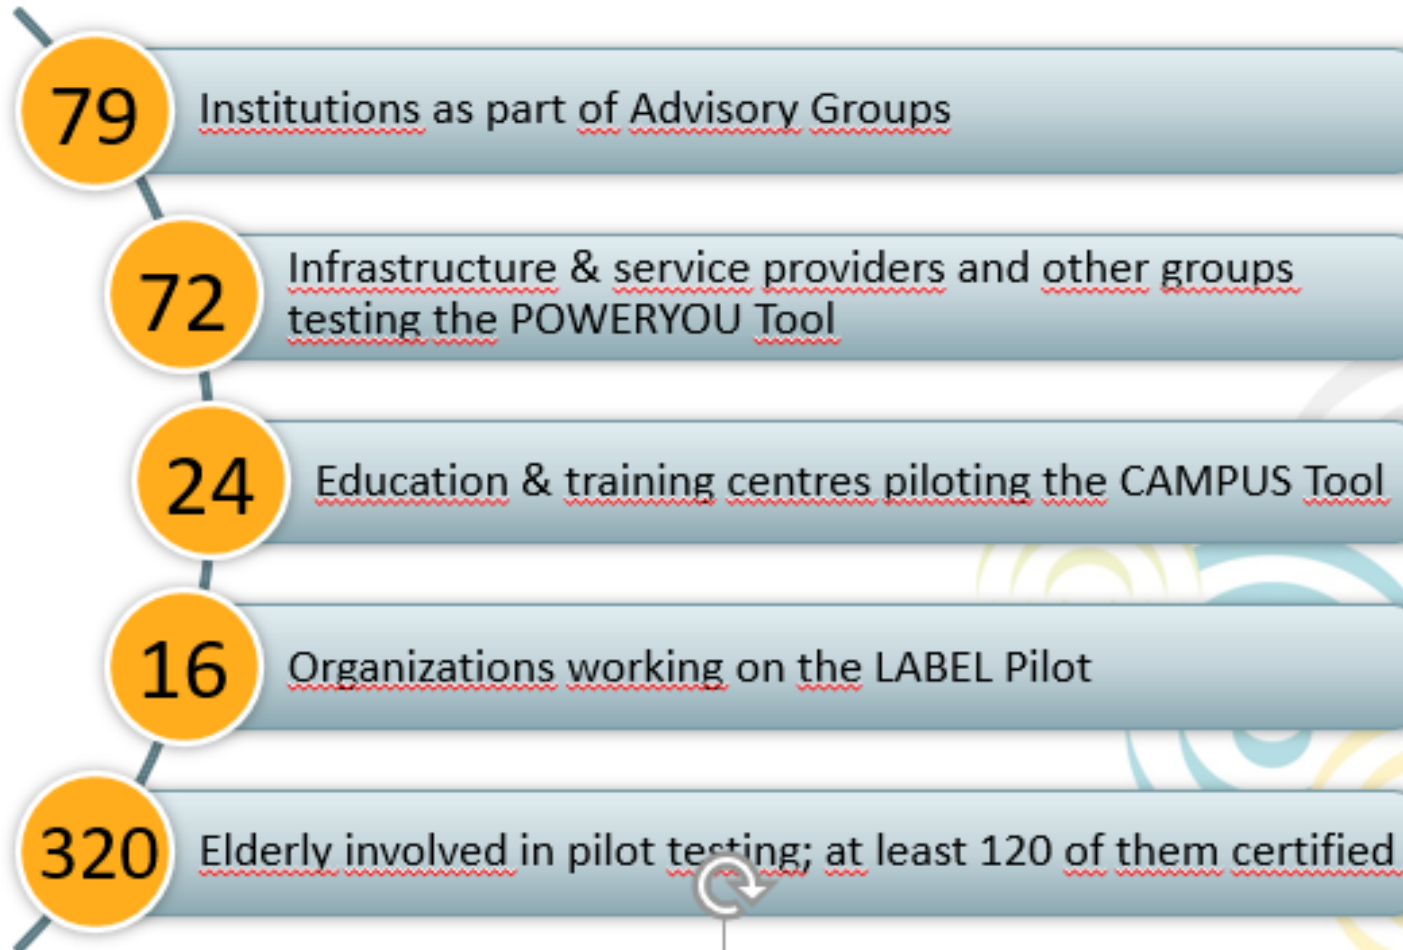 79
Institutions as part of Advisory Groups
72
Infrastructure & service providers and other groups
testing the POWERYOU Tool
24
Education & training centres piloting the CAMPUS Tool
16
Organizations working on the LABEL Pilot
320
Elderly involved in pilot testing; at least 120 of them certified